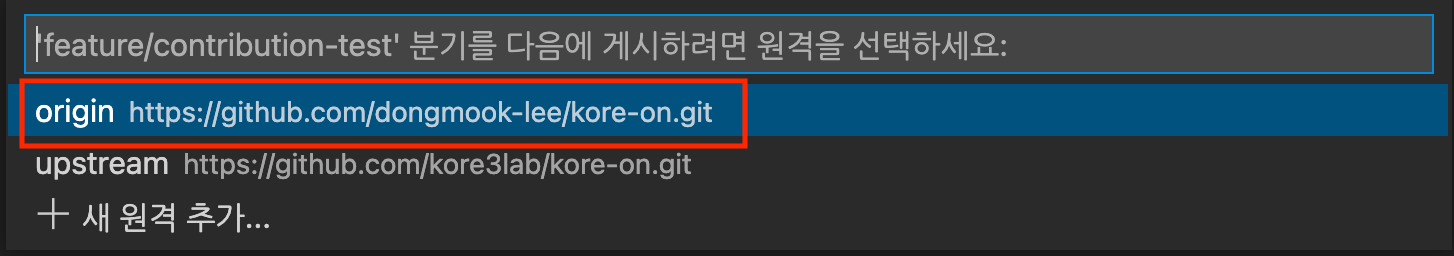 'feature/contribution-test' 분기를 다음에 게시하려면 원격을 선택하세요:
origin https://github.com/dongmook-lee/kore-on.git
upstream https://github.com/kore3lab/kore-on.git
+ 새 원격 추가...